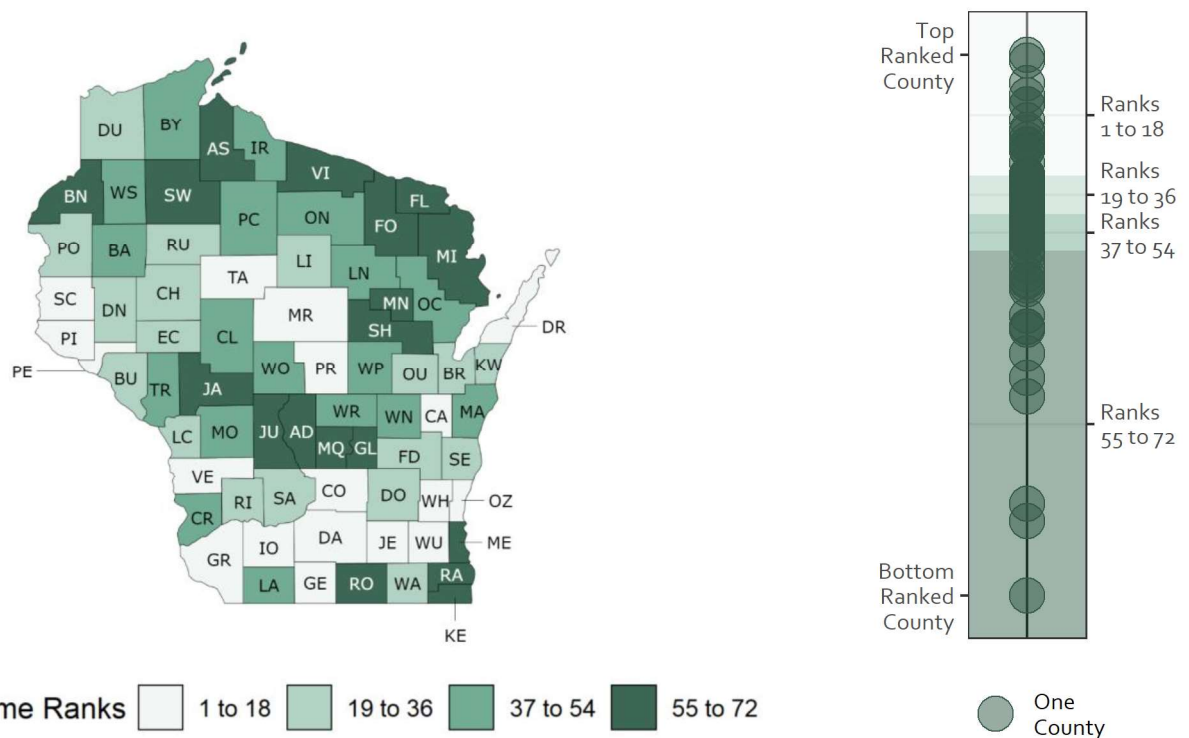 DU
BY
AS
IR
VI
FL
BN
WS
SW
PC
ON
FO
MI
PO
BA
RU
LI
LN
MN
OC
TA
SC
DN
CH
MR
SH
DR
PI
EC
CL
PE
BU
TR
JA
WO
PR
WP
OU
BR
KW
LC
MO
JU
AD
WR
MQ
GL
WN
CA
MA
FD
SE
VE
RI
SA
CO
DO
WH
OZ
CR
GR
IO
DA
JE
WU
ME
LA
GE
RO
WA
RA
KE
me Ranks
1 to 18
19 to 36
37 to 54
55 to 72
Top
Ranked
County
Ranks
1 to 18
Ranks
19 to 36
Ranks
37 to 54
Ranks
55 to 72
Bottom
Ranked
County
One
County